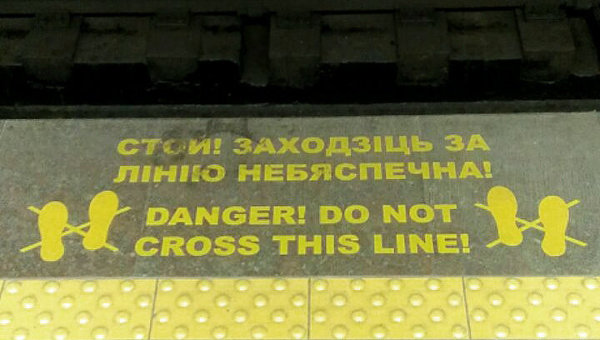 СТОЙ! ЗАХОДЗІЦЬ ЗА
ЛІНІЮ НЕБЯСПЕЧНА!
DANGER! DO NOT
CROSS THIS LINE!